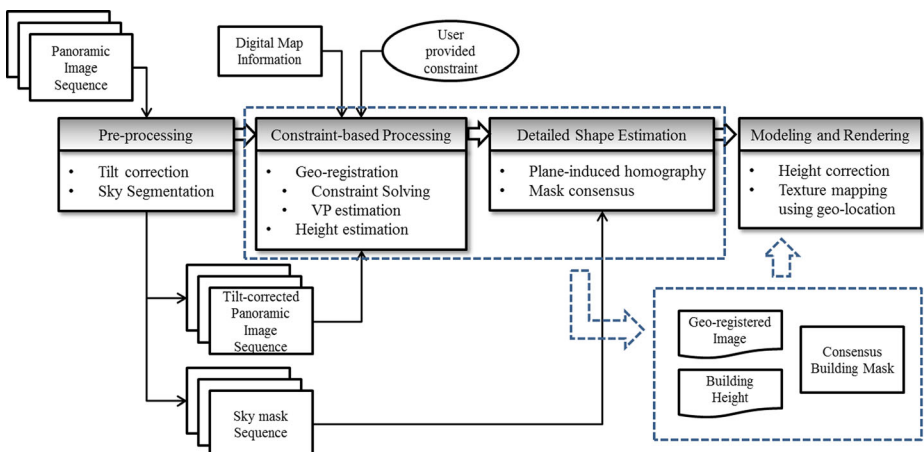 Panoramic
Image
Sequence
Digital Map
Information
User
provided
constraint
Pre-processing
• Tilt correction
• Sky Segmentation
Constraint-based Processing
• Geo-registration
• Constraint Solving
• VP estimation
• Height estimation
Detailed Shape Estimation
• Plane-induced homography
• Mask consensus
Modeling and Rendering
• Height correction
• Texture mapping
using geo-location
Tilt-corrected
Panoramic
Image
Sequence
Sky mask
Sequence
Geo-registered
Image
Building
Height
Consensus
Building Mask